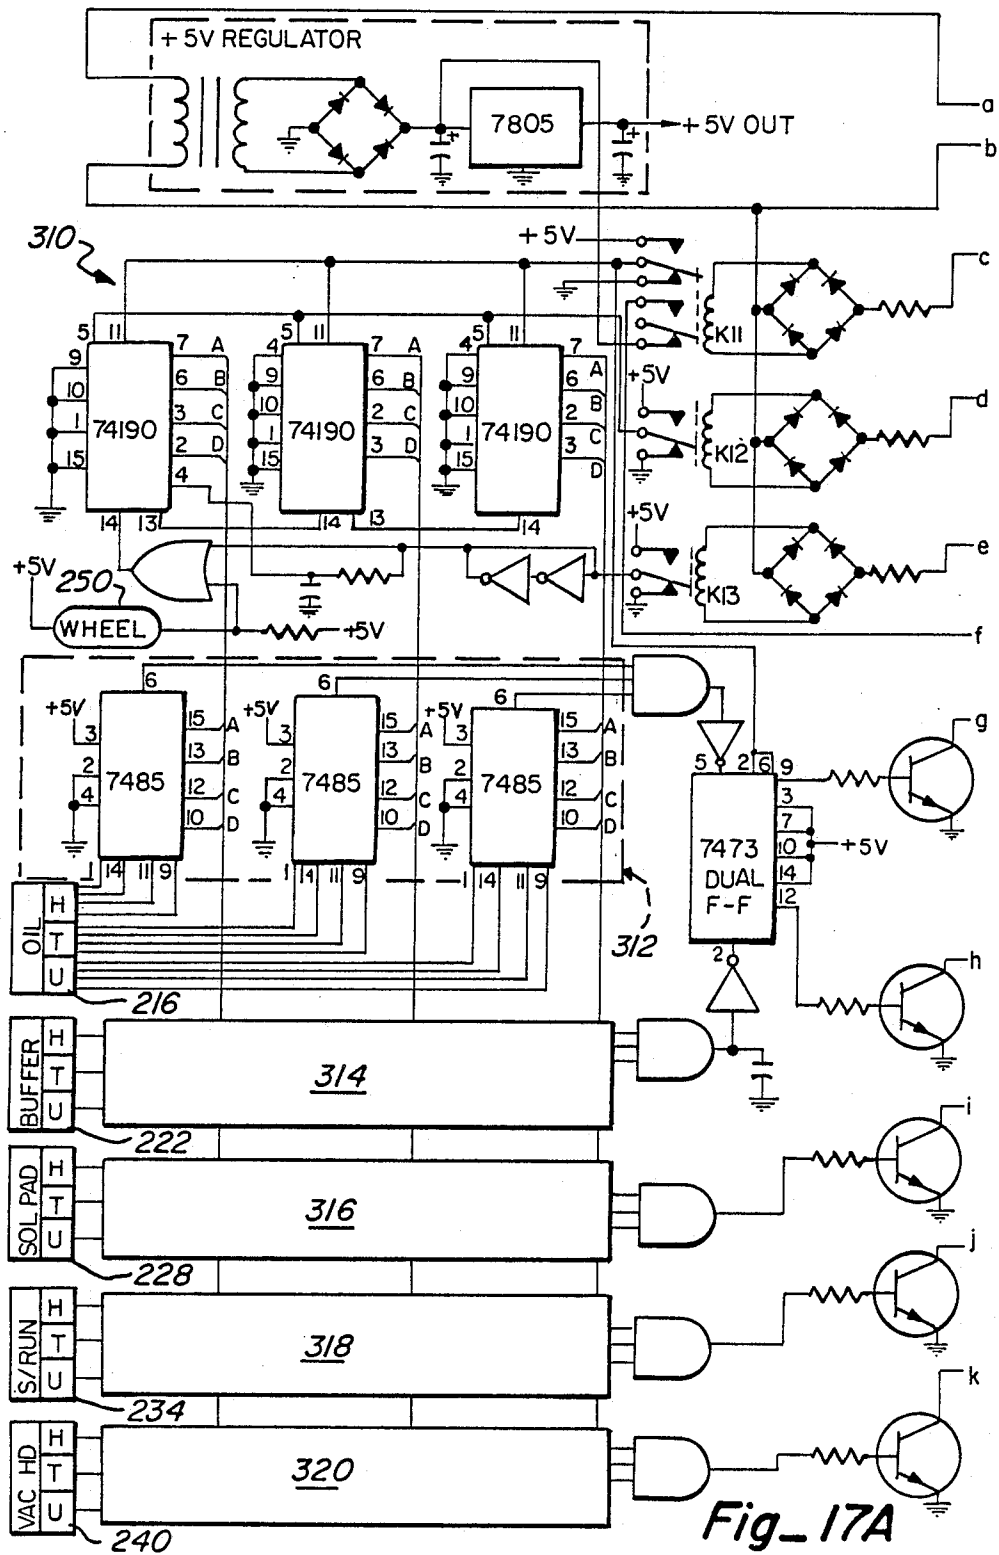 +5V REGULATOR
7805
+
+
+5V OUT
a
b
310
+5V
c
K11
5 11
9
10
1
15
74190
7 A
6 B
3 C
2 D
4
14 13
5 11
4
9
10
1
15
74190
7 A
6 B
2 C
3 D
14 13
5 11
4
9
10
1
15
74190
7
A
6
B
2
C
3
D
14
+5V
d
K12
+5V
e
K13
f
+5V
250
WHEEL
+5V
6
+5V
3
2
4
7485
15 A
13 B
12 C
10 D
1 14 11 9
6
+5V
3
2
4
7485
15 A
13 B
12 C
10 D
1 14 11 9
6
+5V
3
2
4
7485
15 A
13 B
12 C
10 D
1 14 11 9
312
g
5 2 6 9
3
7
10
14
12
+5V
7473
DUAL
F-F
2
h
OIL
H
T
U
216
BUFFER
H
T
U
222
314
i
SOL PAD
H
T
U
228
316
j
S/RUN
H
T
U
234
318
k
VAC HD
H
T
U
240
320
Fig_17A